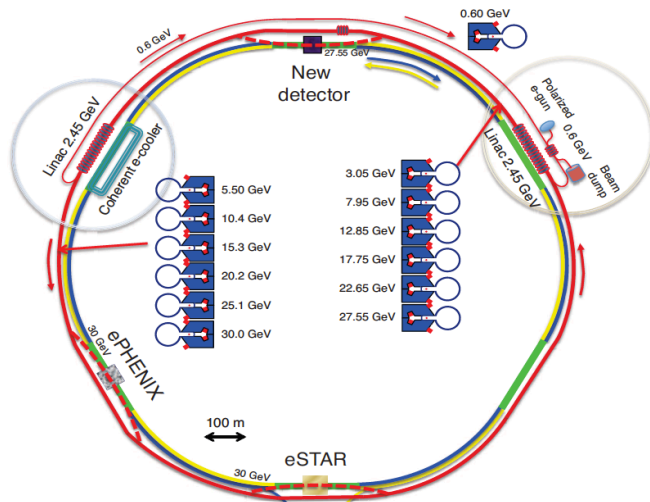 0.60 GeV
0.6 GeV
27.55 GeV
New
detector
Linac 2.45 GeV
Coherent e-cooler
Polarized
e-gun
0.6 GeV
Beam
dump
Linac 2.45 GeV
5.50 GeV
10.4 GeV
15.3 GeV
20.2 GeV
25.1 GeV
30.0 GeV
3.05 GeV
7.95 GeV
12.85 GeV
17.75 GeV
22.65 GeV
27.55 GeV
30 GeV
ePHENIX
100 m
eSTAR
30 GeV